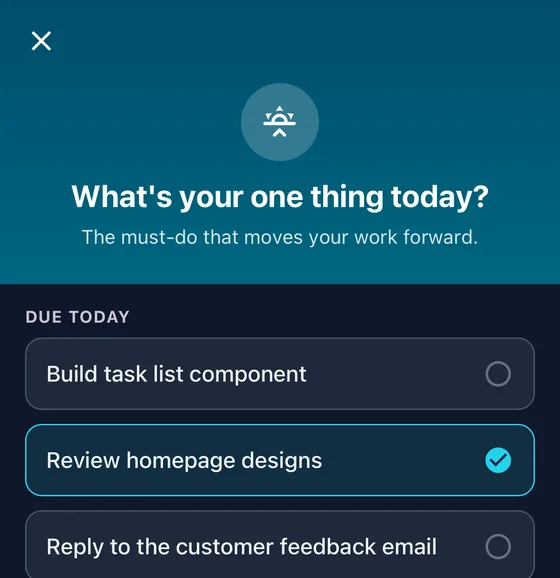 What's your one thing today?
The must-do that moves your work forward.
DUE TODAY
Build task list component
Review homepage designs
Reply to the customer feedback email